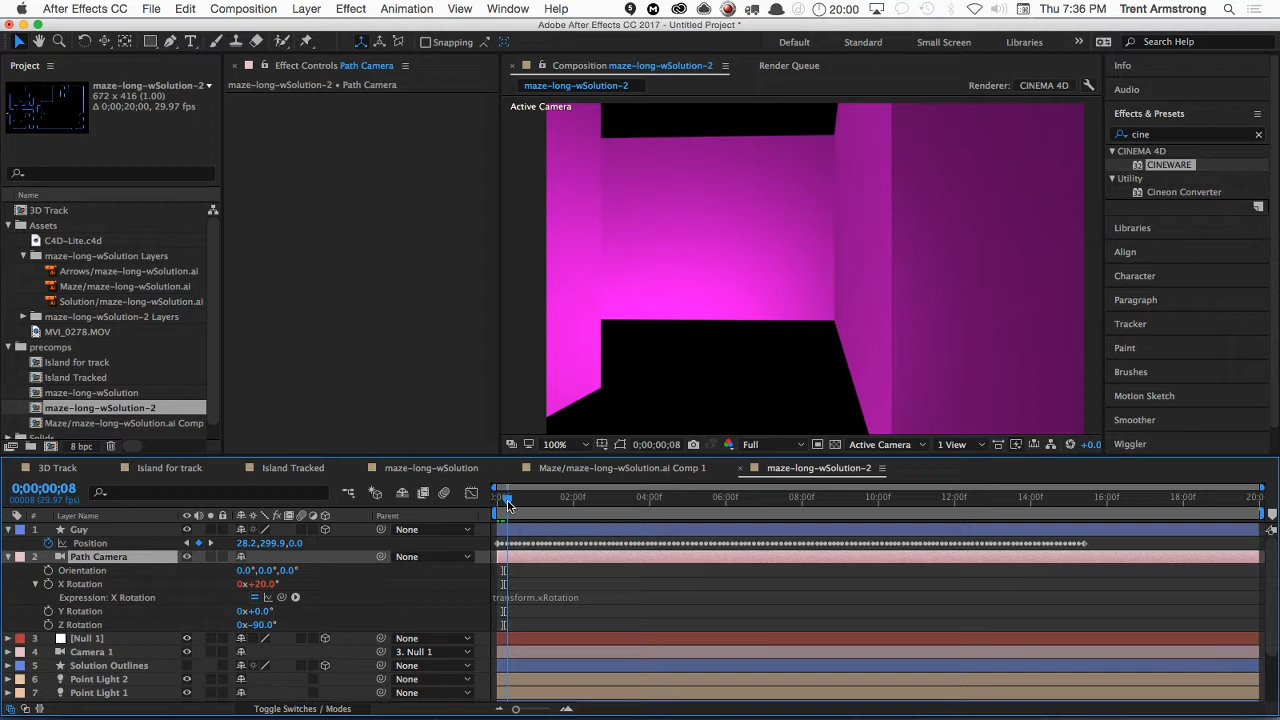 After Effects CC File Edit Composition Layer Effect Animation View Window Help 20:00 Thu 7:36 PM Trent Armstrong
Adobe After Effects CC 2017 - Untitled Project *
Snapping Default Standard Small Screen Libraries Search Help
Project
maze-long-wSolution-2
672 x 416 (1.00)
Δ 0;00;20;00, 29.97 fps
Name
3D Track
Assets
C4D-Lite.c4d
maze-long-wSolution Layers
Arrows/maze-long-wSolution.ai
Maze/maze-long-wSolution.ai
Solution/maze-long-wSolution.ai
maze-long-wSolution-2 Layers
MVI_0278.MOV
precomps
Island for track
Island Tracked
maze-long-wSolution
maze-long-wSolution-2
Maze/maze-long-wSolution.ai Comp
Solids
8 bpc
Effect Controls Path Camera
maze-long-wSolution-2 • Path Camera
Composition maze-long-wSolution-2 Render Queue
maze-long-wSolution-2 Renderer: CINEMA 4D
Active Camera
100% 0;00;00;08 Full Active Camera 1 View +0.0
Info
Audio
Effects & Presets
cine
CINEMA 4D
CINEWARE
Utility
Cineon Converter
Libraries
Align
Character
Paragraph
Tracker
Paint
Brushes
Motion Sketch
Smoother
Wiggler
3D Track Island for track Island Tracked maze-long-wSolution Maze/maze-long-wSolution.ai Comp 1 maze-long-wSolution-2
0;00;00;08
00008 (29.97 fps)
02:00f 04:00f 06:00f 08:00f 10:00f 12:00f 14:00f 16:00f 18:00f 20:0
# Layer Name Parent
1 Guy None
Position 28.2,299.9,0.0
2 Path Camera None
Orientation 0.0°,0.0°,0.0°
X Rotation 0x+20.0°
Expression: X Rotation transform.xRotation
Y Rotation 0x+0.0°
Z Rotation 0x-90.0°
3 [Null 1] None
4 Camera 1 3. Null 1
5 Solution Outlines None
6 Point Light 2 None
7 Point Light 1 None
Toggle Switches / Modes